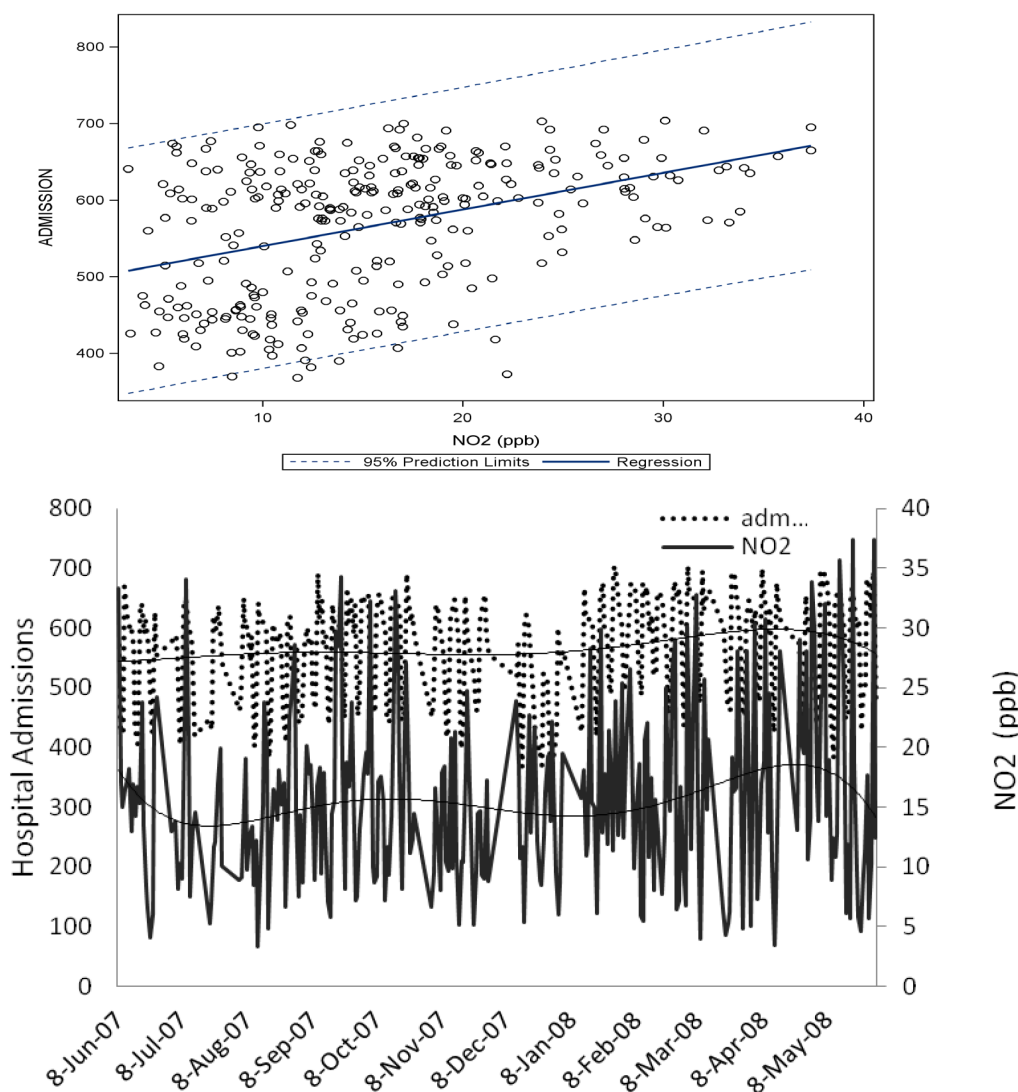 800
700
600
500
400
ADMISSION
10 20 30 40
NO2 (ppb)
95% Prediction Limits Regression
800 40
adm...
NO2
700 35
600 30
500 25
400 20
300 15
200 10
100 5
0 0
Hospital Admissions
NO2 (ppb)
8-Jun-07 8-Jul-07 8-Aug-07 8-Sep-07 8-Oct-07 8-Nov-07 8-Dec-07 8-Jan-08 8-Feb-08 8-Mar-08 8-Apr-08 8-May-08